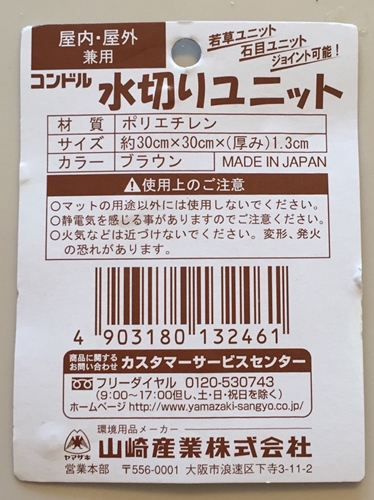 屋内・屋外
兼用
若草ユニット
石目ユニット
ジョイント可能!
コンドル 水切りユニット
材 質 ポリエチレン
サイズ 約30cm×30cm×(厚み)1.3cm
カラー ブラウン MADE IN JAPAN
⚠使用上のご注意
○マットの用途以外には使用しないでください。
○静電気を感じる事がありますのでご注意ください。
○火気などは近づけないでください。変形、発火
の恐れがあります。
4 903180 132461
商品に関する
お問い合わせ カスタマーサービスセンター
フリーダイヤル 0120-530743
(9:00〜17:00但し、土・日・祝日を除く)
ホームページ http://www.yamazaki-sangyo.co.jp/
環境用品メーカー
ヤマザキ 山崎産業株式会社
営業本部 〒556-0001 大阪市浪速区下寺3-11-2